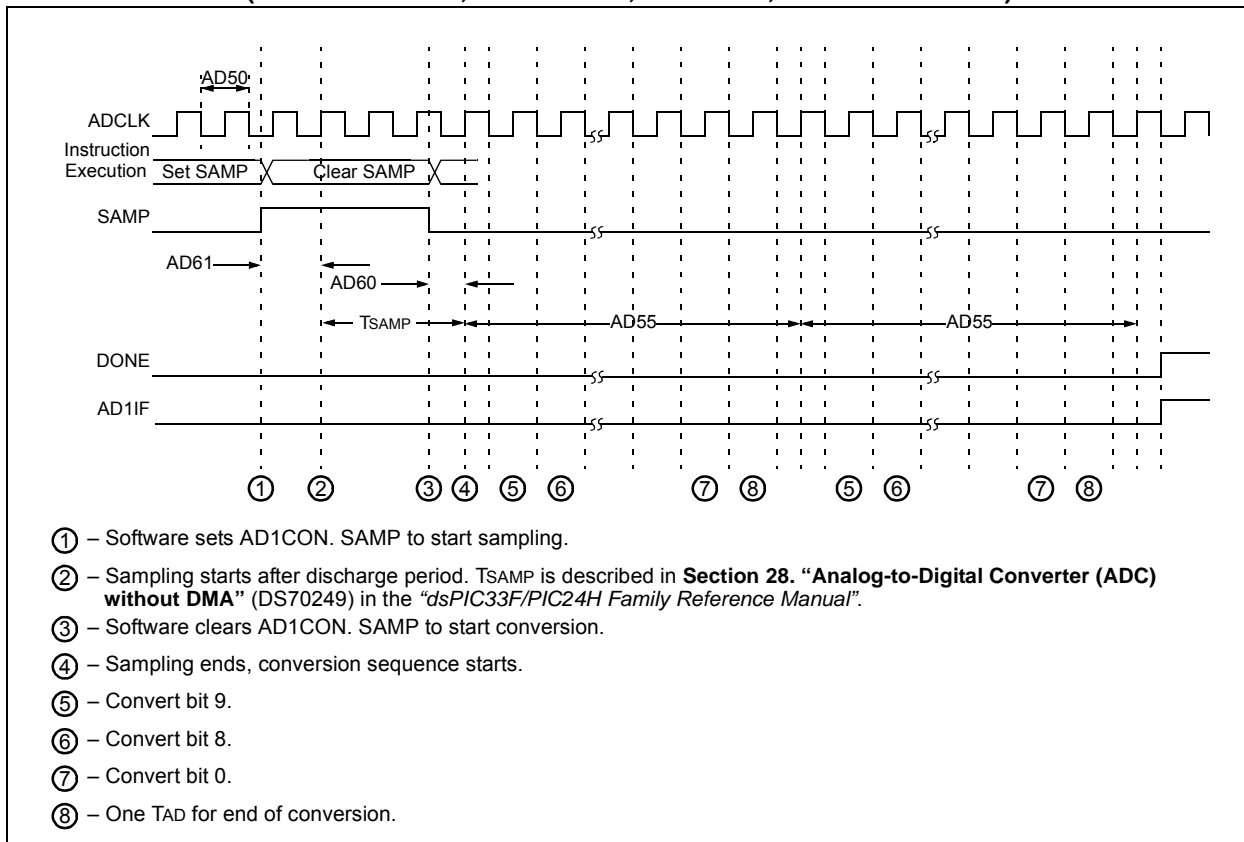 AD50
ADCLK
Instruction
Execution
Set SAMP
Clear SAMP
SAMP
AD61
AD60
TSAMP
AD55
AD55
DONE
AD1IF
1 2 3 4 5 6 7 8 5 6 7 8
1 – Software sets AD1CON. SAMP to start sampling.
2 – Sampling starts after discharge period. TSAMP is described in Section 28. “Analog-to-Digital Converter (ADC)
without DMA” (DS70249) in the “dsPIC33F/PIC24H Family Reference Manual”.
3 – Software clears AD1CON. SAMP to start conversion.
4 – Sampling ends, conversion sequence starts.
5 – Convert bit 9.
6 – Convert bit 8.
7 – Convert bit 0.
8 – One TAD for end of conversion.